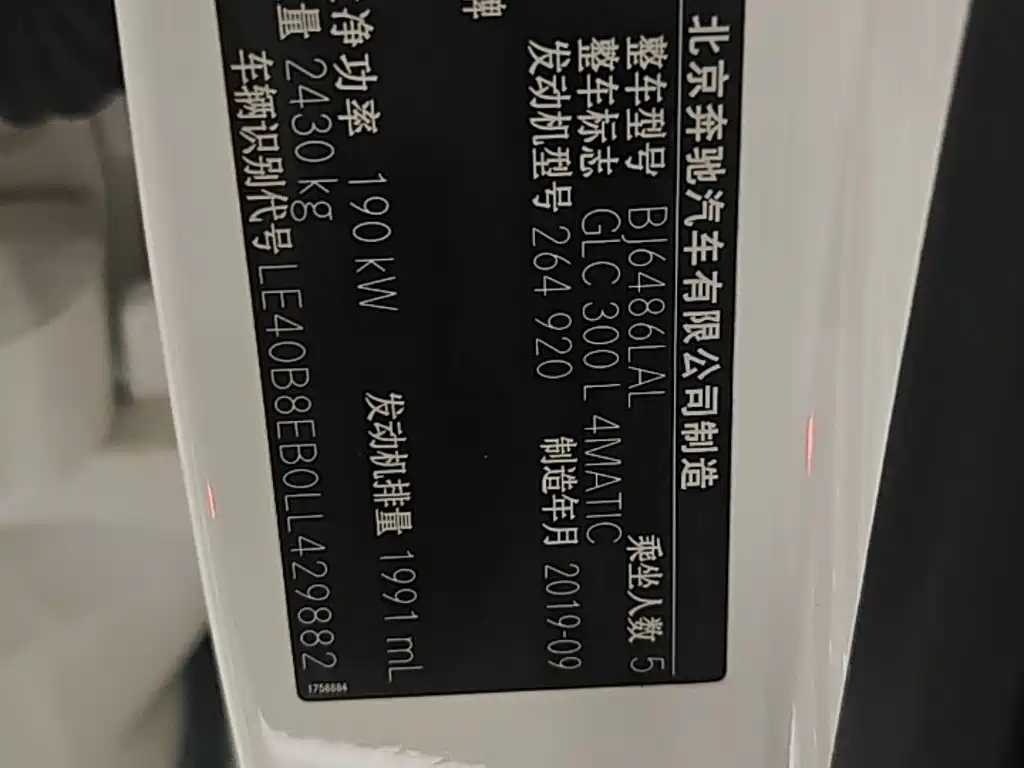 北京奔驰汽车有限公司制造
整车型号 BJ6486LAL 乘坐人数 5
整车标志 GLC 300 L 4MATIC
发动机型号 264 920 制造年月 2019-09
牌
净功率 190 kW 发动机排量 1991 mL
量 2430 kg
车辆识别代号 LE40B8EB0LL429882
1756884